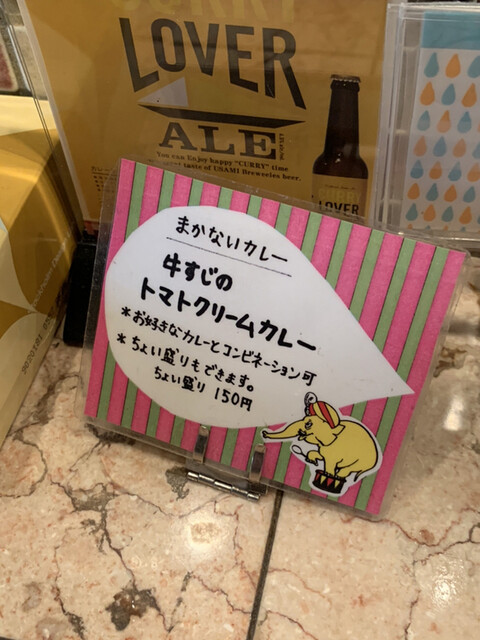 CURRY
LOVER
ALE
You can Enjoy happy "CURRY" time
great taste of USAMI Breweries beer.
LOVER
まかないカレー
牛すじの
トマトクリームカレー
*お好きなカレーとコンビネーション可
*ちょい盛りもできます。
ちょい盛り 150円